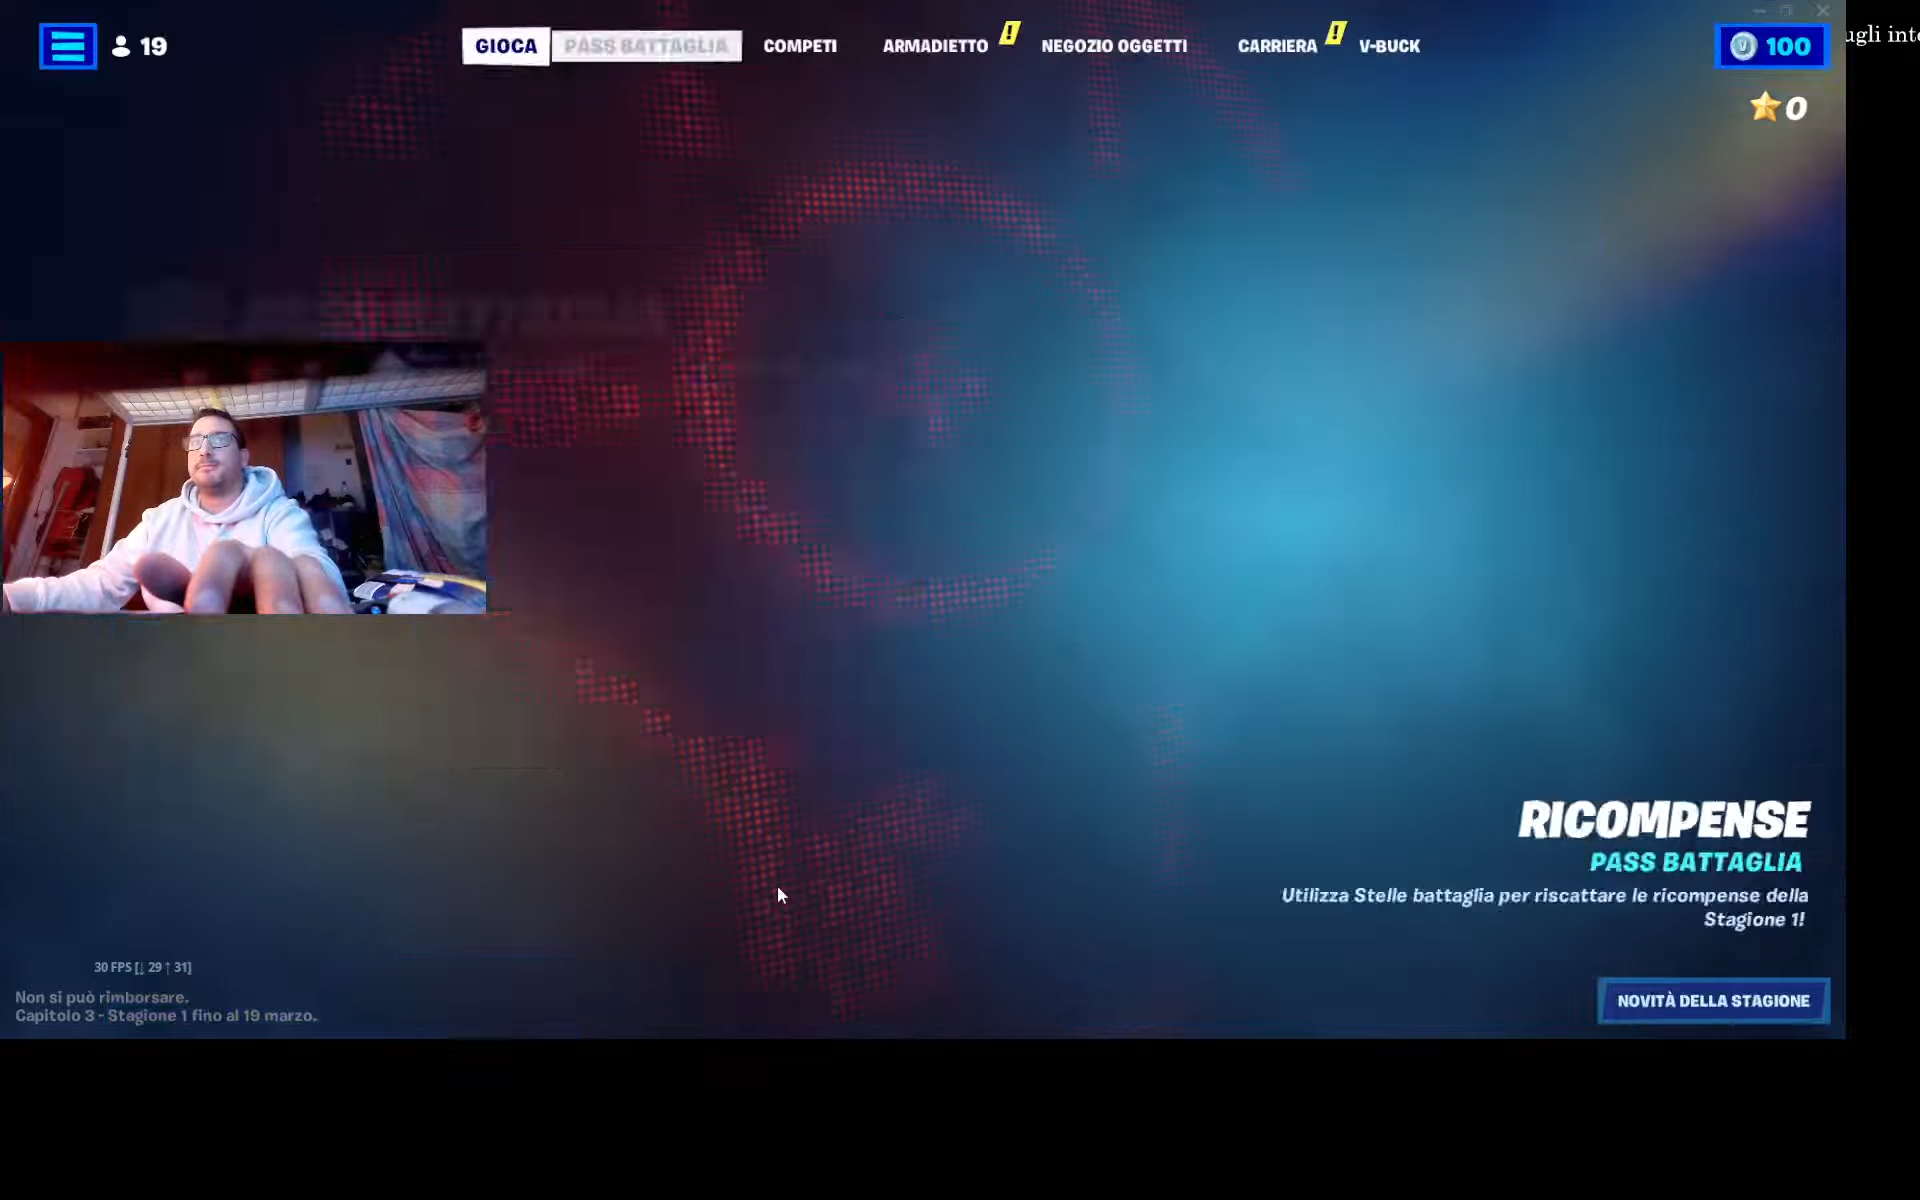 19
GIOCA
PASS BATTAGLIA
COMPETI
ARMADIETTO
NEGOZIO OGGETTI
CARRIERA
V-BUCK
100
0
RICOMPENSE
PASS BATTAGLIA
Utilizza Stelle battaglia per riscattare le ricompense della
Stagione 1!
30 FPS [↓ 29 ↑ 31]
Non si può rimborsare.
Capitolo 3 - Stagione 1 fino al 19 marzo.
NOVITÀ DELLA STAGIONE